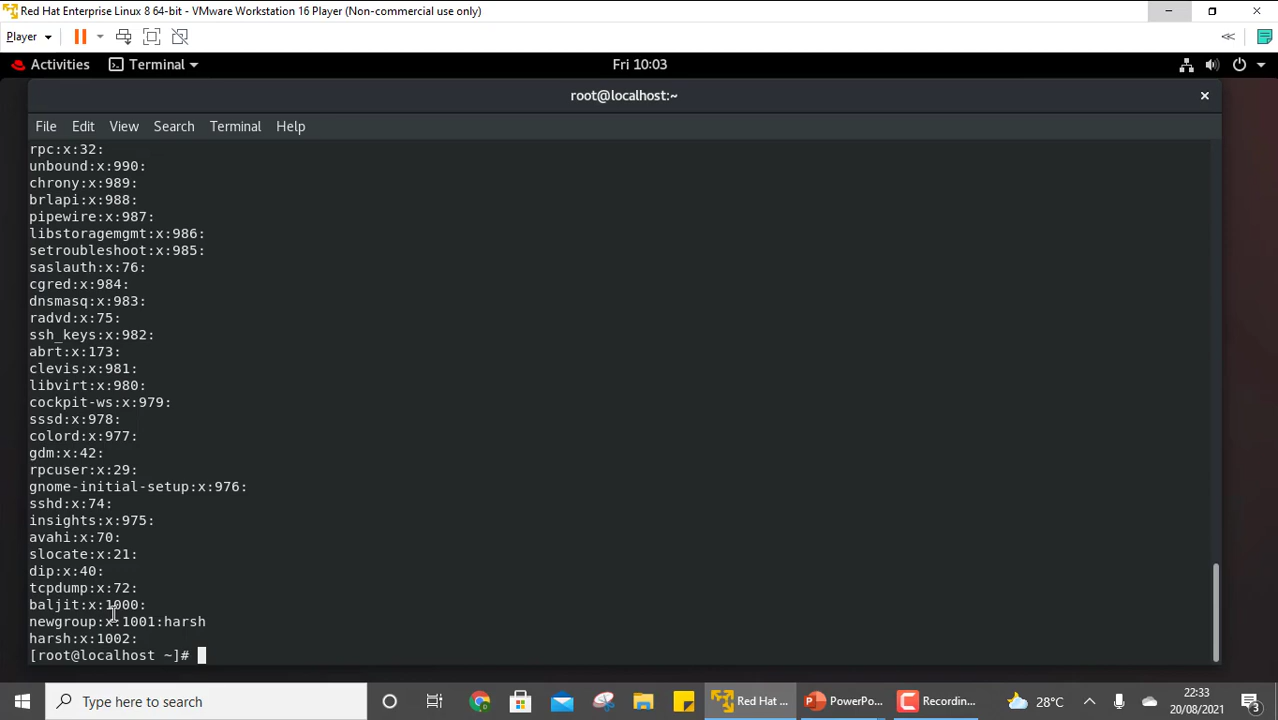 Red Hat Enterprise Linux 8 64-bit - VMware Workstation 16 Player (Non-commercial use only)
Player
Activities Terminal Fri 10:03
root@localhost:~
File Edit View Search Terminal Help
rpc:x:32:
unbound:x:990:
chrony:x:989:
brlapi:x:988:
pipewire:x:987:
libstoragemgmt:x:986:
setroubleshoot:x:985:
saslauth:x:76:
cgred:x:984:
dnsmasq:x:983:
radvd:x:75:
ssh_keys:x:982:
abrt:x:173:
clevis:x:981:
libvirt:x:980:
cockpit-ws:x:979:
sssd:x:978:
colord:x:977:
gdm:x:42:
rpcuser:x:29:
gnome-initial-setup:x:976:
sshd:x:74:
insights:x:975:
avahi:x:70:
slocate:x:21:
dip:x:40:
tcpdump:x:72:
baljit:x:1000:
newgroup:x:1001:harsh
harsh:x:1002:
[root@localhost ~]#
Type here to search Red Hat ... PowerPo... Recordin... 28°C 22:33
20/08/2021 3